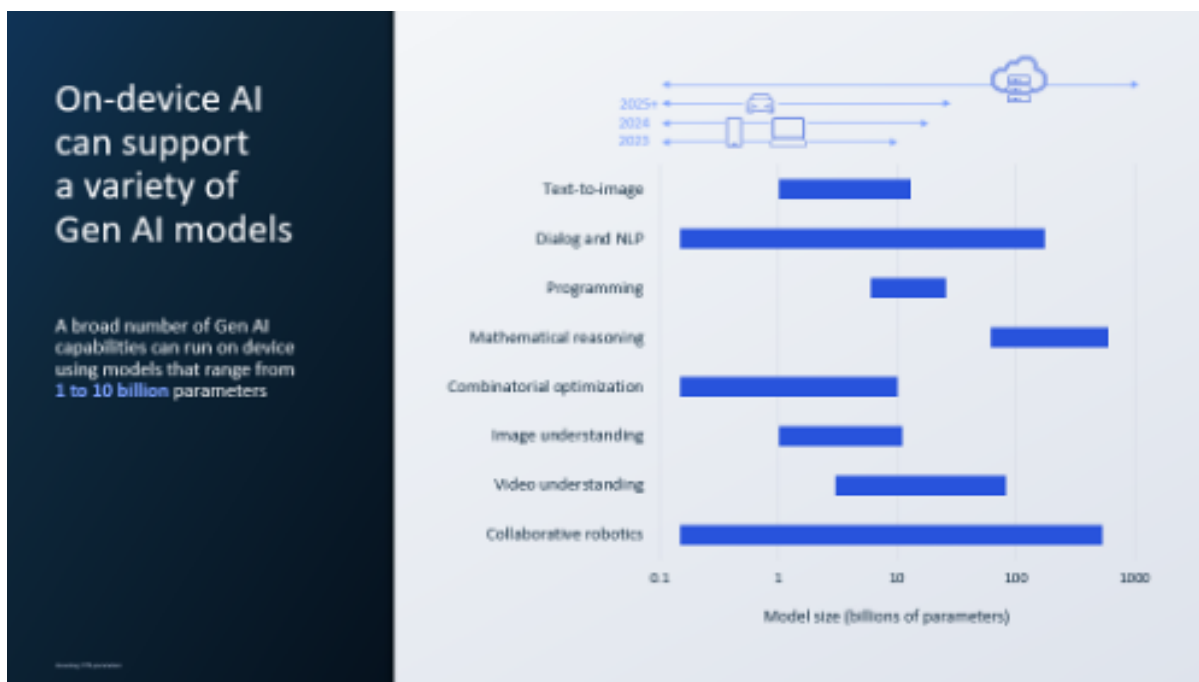 On-device AI
can support
a variety of
Gen AI models
A broad number of Gen AI
capabilities can run on device
using models that range from
1 to 10 billion parameters
2025+
2024
2023
Text-to-image
Dialog and NLP
Programming
Mathematical reasoning
Combinatorial optimization
Image understanding
Video understanding
Collaborative robotics
0.1 1 10 100 1000
Model size (billions of parameters)
parameters